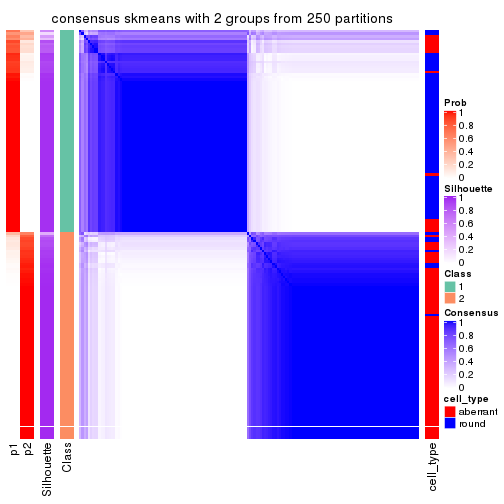 consensus skmeans with 2 groups from 250 partitions
Prob
1
0.8
0.6
0.4
0.2
0
Silhouette
1
0.8
0.6
0.4
0.2
0
Class
1
2
Consensus
1
0.8
0.6
0.4
0.2
0
cell_type
aberrant
round
p1
p2
Silhouette
Class
cell_type